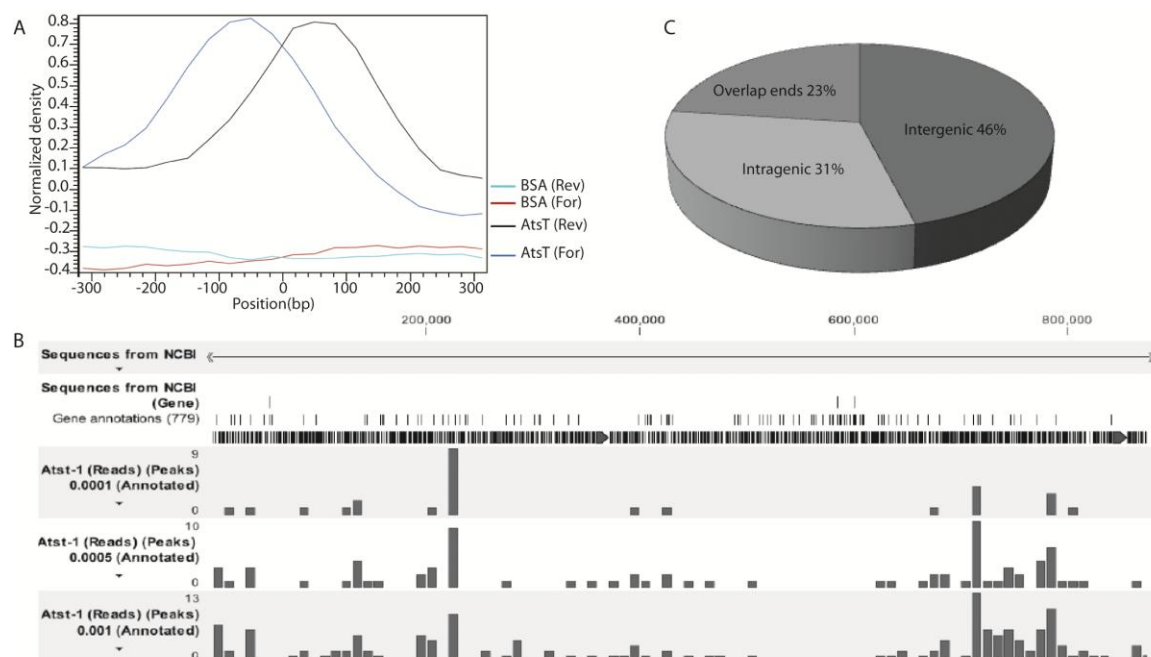 A
0.8
0.7
0.6
0.5
0.4
0.3
0.2
0.1
0.0
-0.1
-0.2
-0.3
-0.4
Normalized density
-300 -200 -100 0 100 200 300
Position(bp)
BSA (Rev)
BSA (For)
AtsT (Rev)
AtsT (For)
C
Overlap ends 23%
Intergenic 46%
Intragenic 31%
B
200,000 400,000 600,000 800,000
Sequences from NCBI
Sequences from NCBI
(Gene)
Gene annotations (779)
9
Atst-1 (Reads) (Peaks)
0.0001 (Annotated)
0
10
Atst-1 (Reads) (Peaks)
0.0005 (Annotated)
0
13
Atst-1 (Reads) (Peaks)
0.001 (Annotated)
0